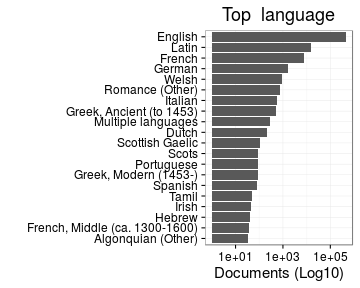 Top language
English
Latin
French
German
Welsh
Romance (Other)
Italian
Greek, Ancient (to 1453)
Multiple languages
Dutch
Scottish Gaelic
Scots
Portuguese
Greek, Modern (1453-)
Spanish
Tamil
Irish
Hebrew
French, Middle (ca. 1300-1600)
Algonquian (Other)
1e+01 1e+03 1e+05
Documents (Log10)